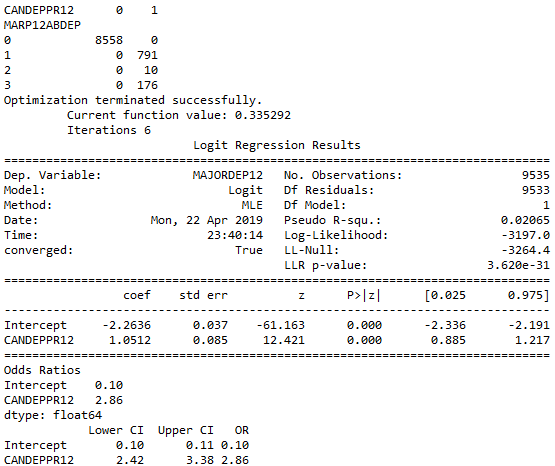 CANDEPPR12     0    1
MARP12ABDEP
0           8558    0
1              0  791
2              0   10
3              0  176
Optimization terminated successfully.
         Current function value: 0.335292
         Iterations 6
                           Logit Regression Results
==============================================================================
Dep. Variable:             MAJORDEP12   No. Observations:                 9535
Model:                          Logit   Df Residuals:                     9533
Method:                           MLE   Df Model:                            1
Date:                Mon, 22 Apr 2019   Pseudo R-squ.:                 0.02065
Time:                        23:40:14   Log-Likelihood:                -3197.0
converged:                       True   LL-Null:                       -3264.4
                                        LLR p-value:                 3.620e-31
==============================================================================
                 coef    std err          z      P>|z|      [0.025      0.975]
------------------------------------------------------------------------------
Intercept     -2.2636      0.037    -61.163      0.000      -2.336      -2.191
CANDEPPR12     1.0512      0.085     12.421      0.000       0.885       1.217
==============================================================================
Odds Ratios
Intercept    0.10
CANDEPPR12   2.86
dtype: float64
            Lower CI  Upper CI   OR
Intercept       0.10      0.11 0.10
CANDEPPR12      2.42      3.38 2.86